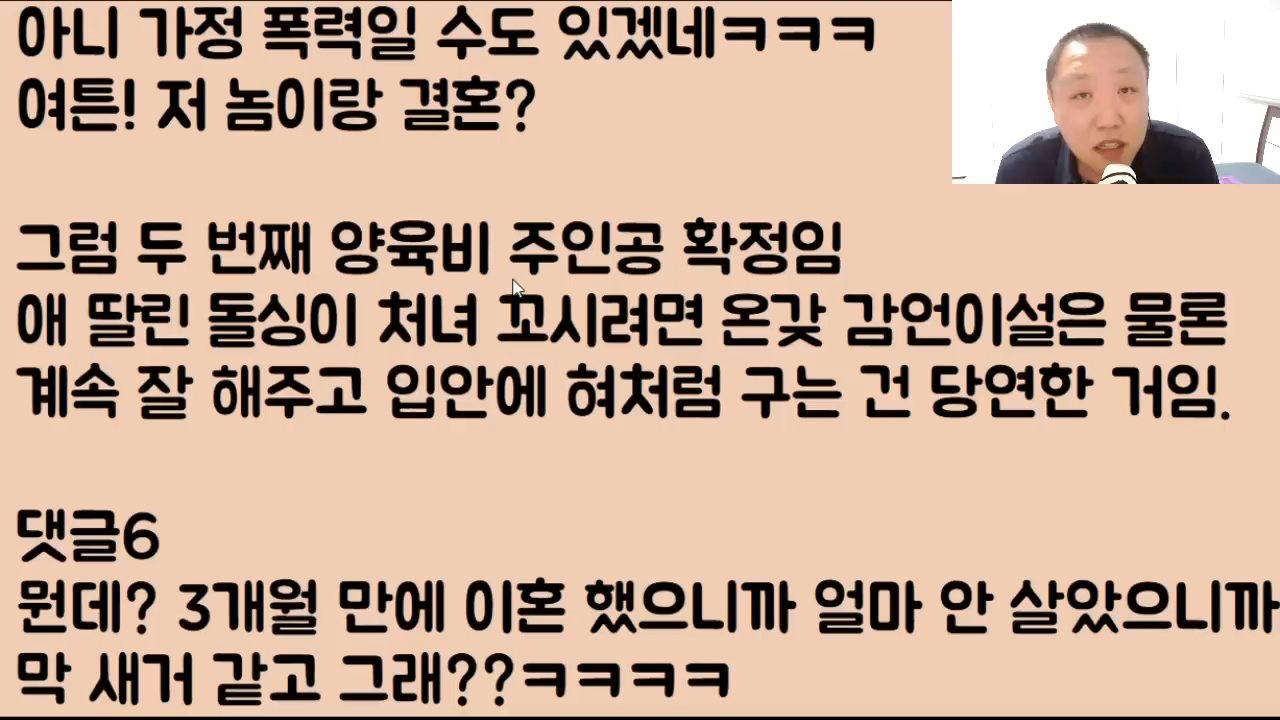 아니 가정 폭력일 수도 있겠네ㅋㅋㅋ
여튼! 저 놈이랑 결혼?
그럼 두 번째 양육비 주인공 확정임
애 딸린 돌싱이 처녀 꼬시려면 온갖 감언이설은 물론
계속 잘 해주고 입안에 혀처럼 구는 건 당연한 거임.
댓글6
뭔데? 3개월 만에 이혼 했으니까 얼마 안 살았으니까
막 새거 같고 그래??ㅋㅋㅋㅋ